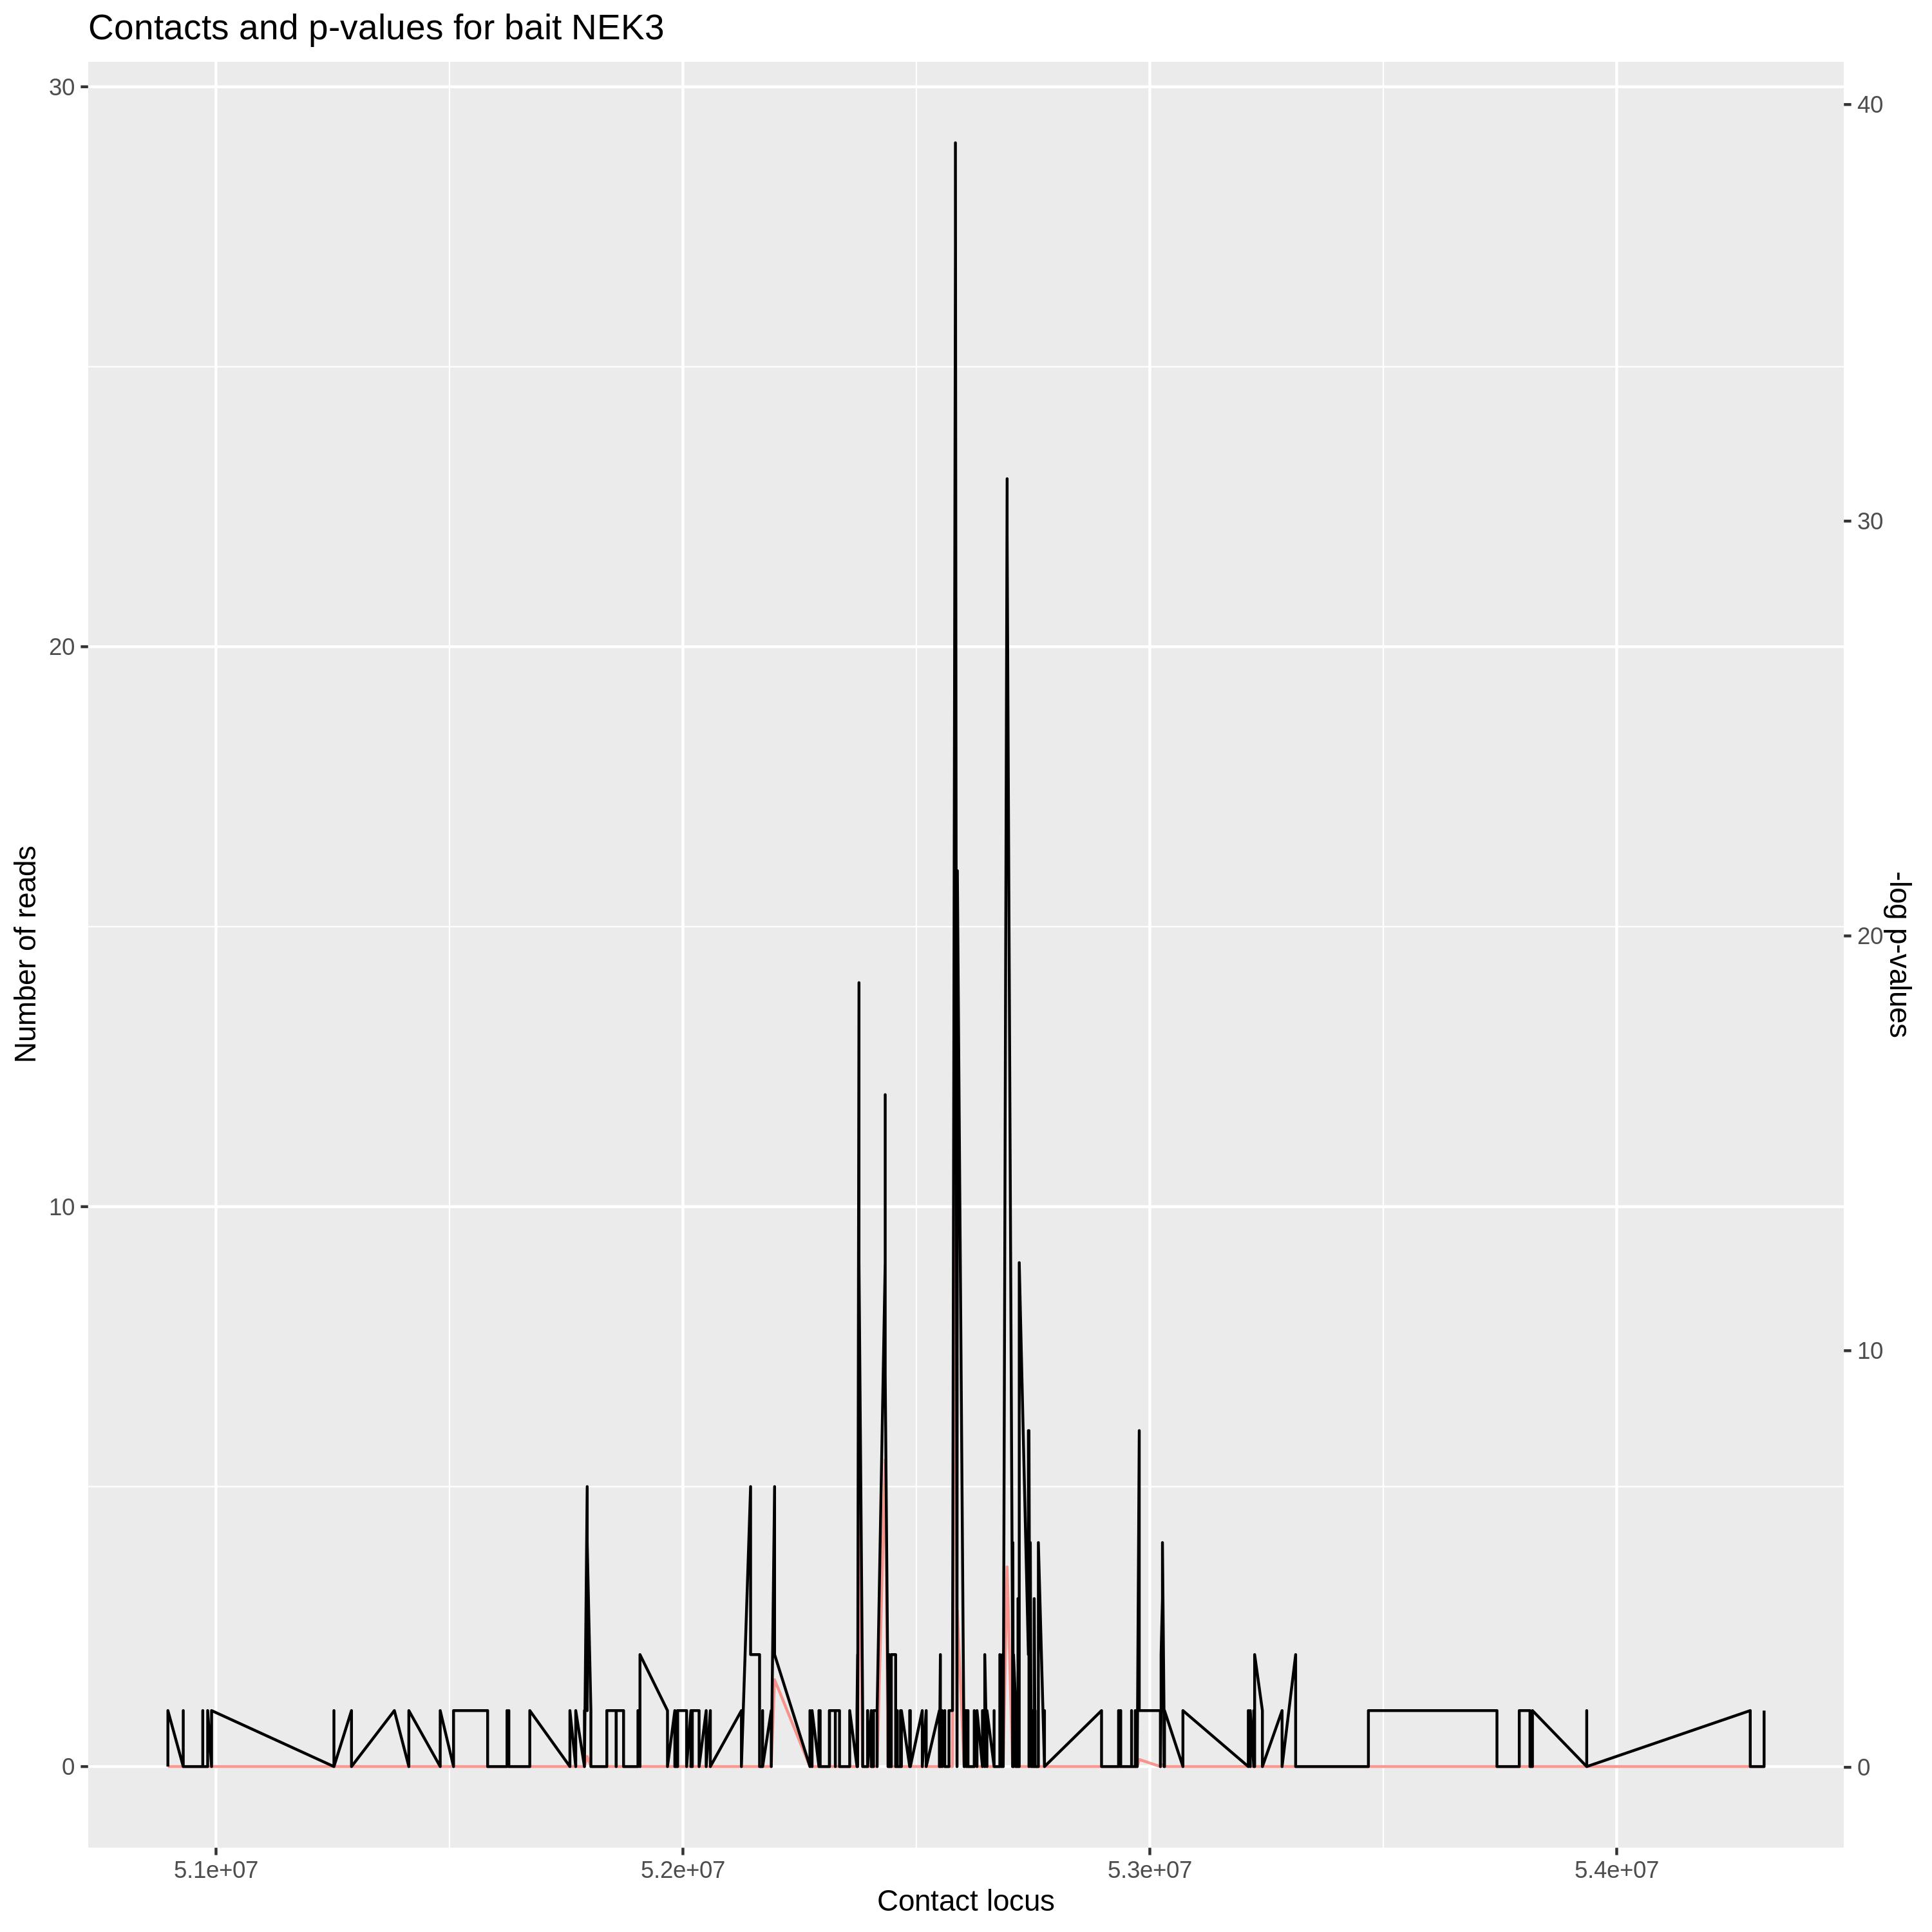 Contacts and p-values for bait NEK3
30
20
10
0
Number of reads
40
30
20
10
0
-log p-values
5.1e+07 5.2e+07 5.3e+07 5.4e+07
Contact locus